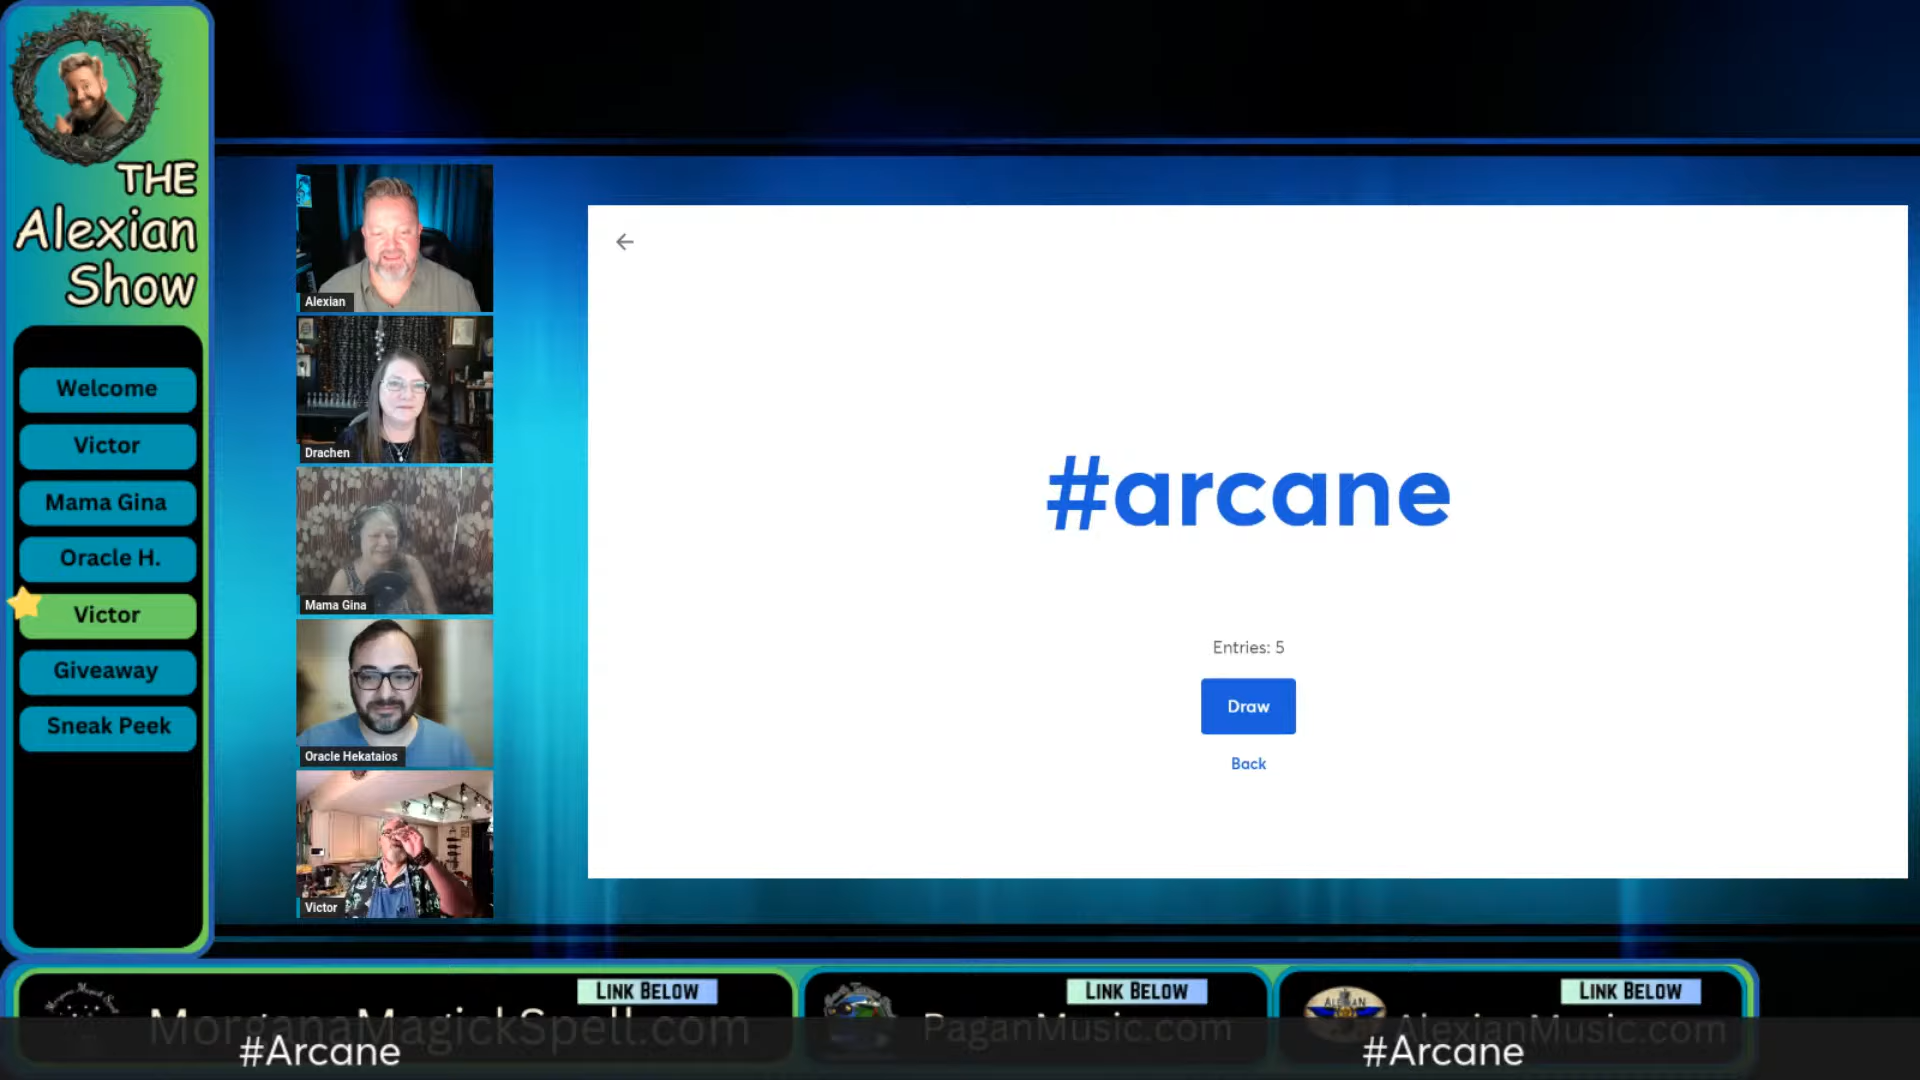 THE
Alexian
Show
Welcome
Victor
Mama Gina
Oracle H.
Victor
Giveaway
Sneak Peek
Alexian
Drachen
Mama Gina
Oracle Hekataios
Victor
#arcane
Entries: 5
Draw
Back
LINK BELOW
MorganaMagickSpell.com
LINK BELOW
PaganMusic.com
LINK BELOW
ALEXIAN
AlexianMusic.com
#Arcane
#Arcane